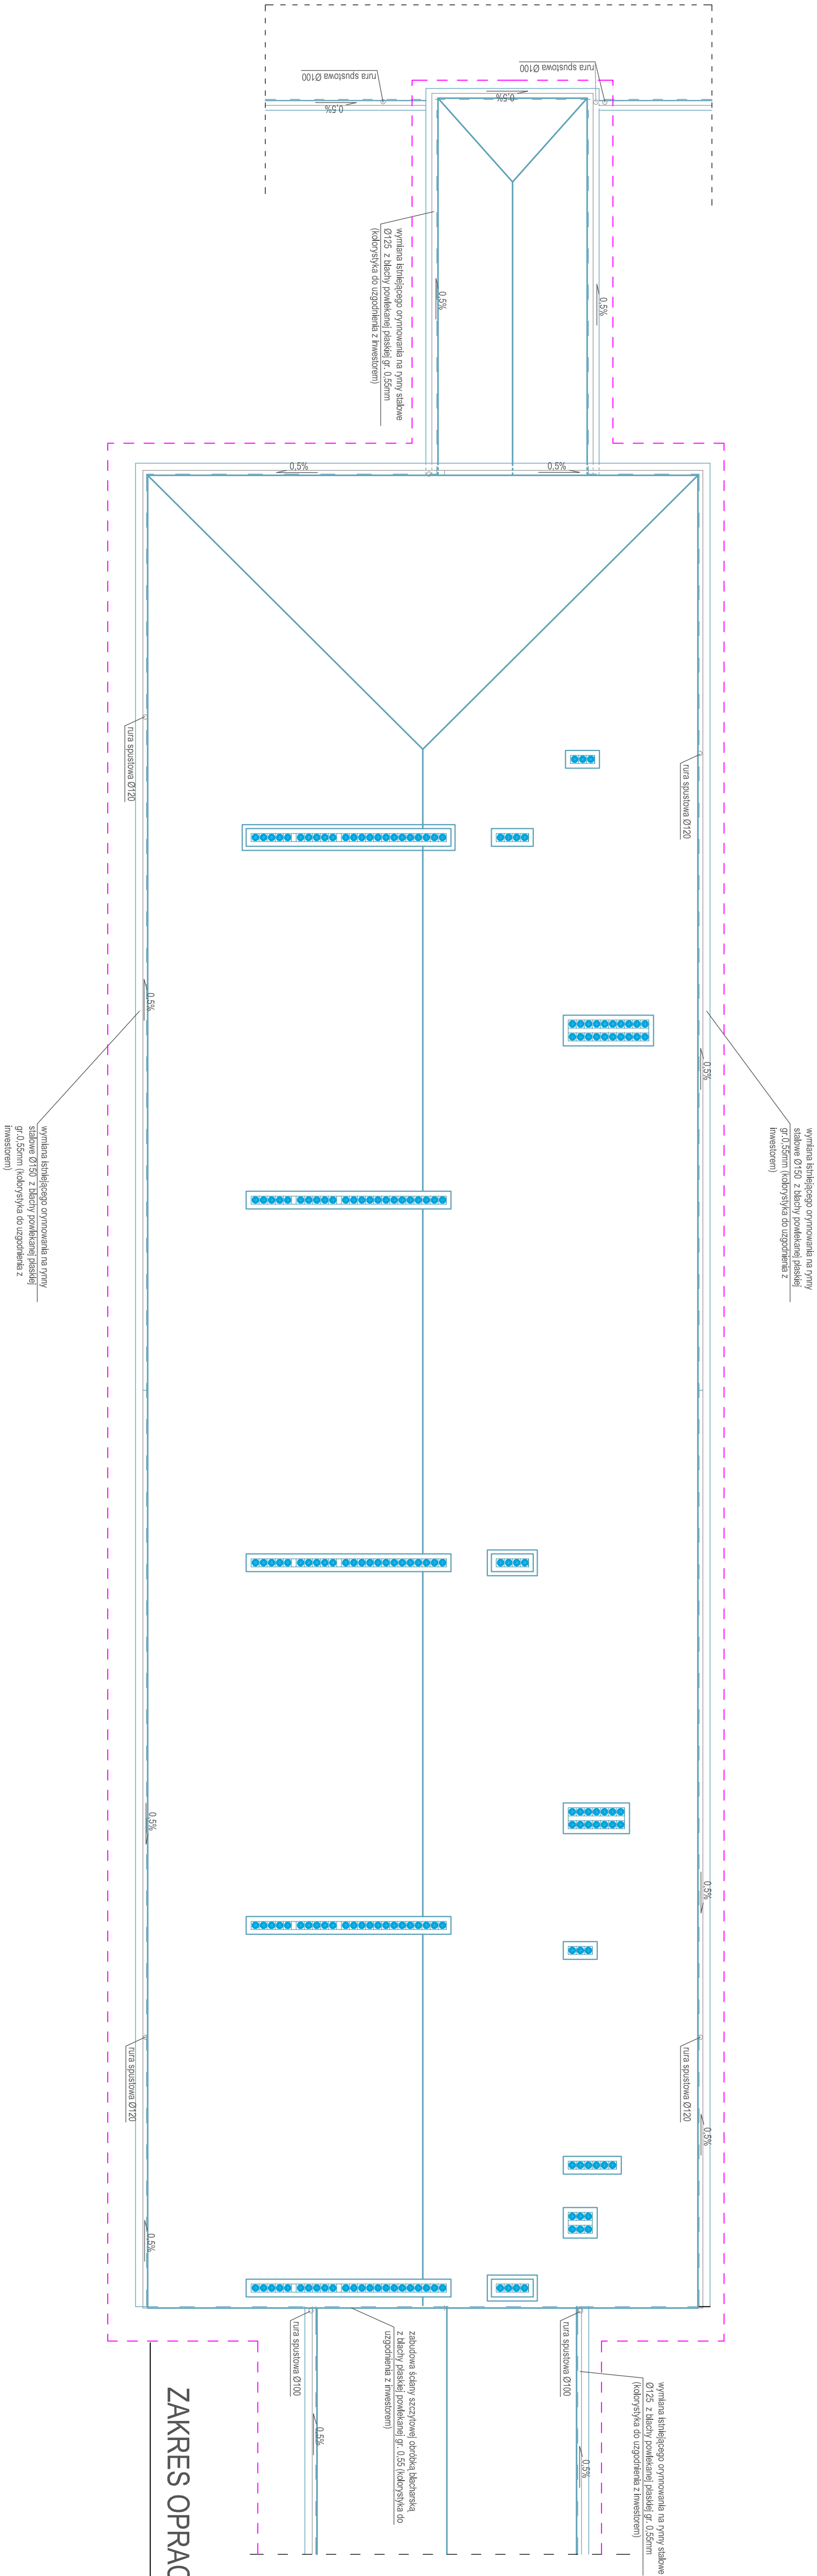 rura spustowa Ø100
rura spustowa Ø100
0,5%
0,5%
wymiana istniejącego orynnowania na rynny stalowe
Ø125 z blachy powlekanej płaskiej gr. 0,55mm
(kolorystyka do uzgodnienia z inwestorem)
0,5%
0,5%
0,5%
0,5%
rura spustowa Ø120
rura spustowa Ø120
0,5%
0,5%
wymiana istniejącego orynnowania na rynny
stalowe Ø150 z blachy powlekanej płaskiej
gr.0,55mm (kolorystyka do uzgodnienia z
inwestorem)
wymiana istniejącego orynnowania na rynny
stalowe Ø150 z blachy powlekanej płaskiej
gr.0,55mm (kolorystyka do uzgodnienia z
inwestorem)
0,5%
0,5%
rura spustowa Ø120
rura spustowa Ø120
0,5%
0,5%
rura spustowa Ø100
zabudowa ściany szczytowej obróbką blacharską
z blachy płaskiej powlekanej gr. 0,55 (kolorystyka do
uzgodnienia z inwestorem)
rura spustowa Ø100
wymiana istniejącego orynnowania na rynny stalowe
Ø125 z blachy powlekanej płaskiej gr. 0,55mm
(kolorystyka do uzgodnienia z inwestorem)
0,5%
0,5%
ZAKRES OPRAC